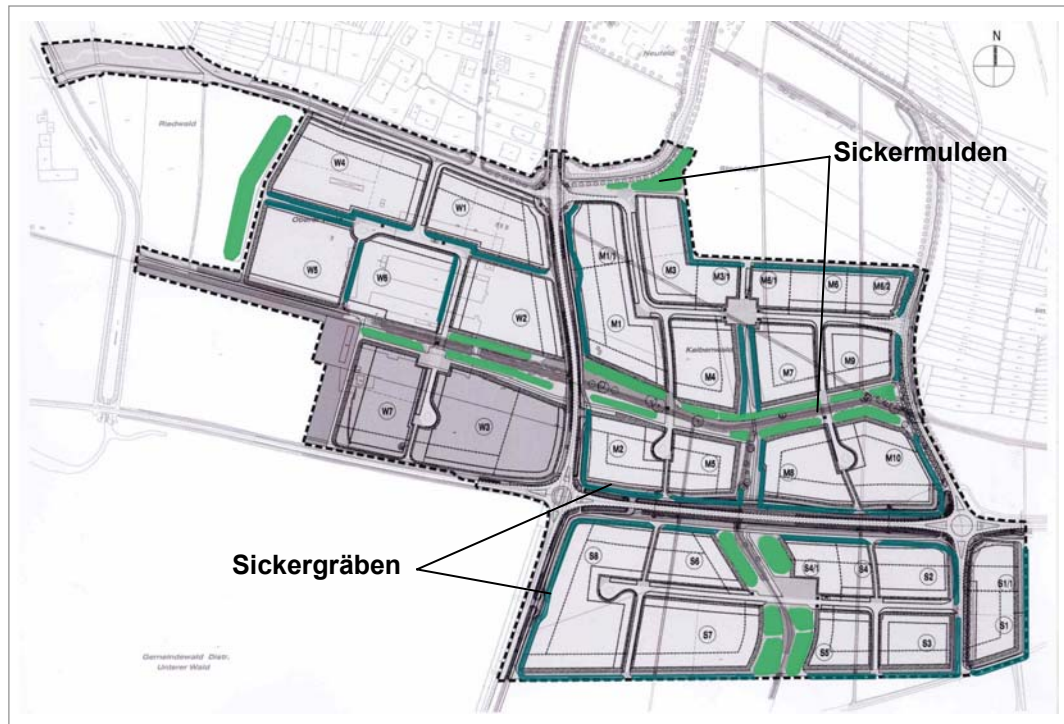 N
Neufeld
Riedwald
Sickermulden
W4
W1
W5
W6
W2
M1/1
M3
M3/1
M6/1
M6
M6/2
M1
Kalbenwald
M4
M7
M9
W7
W3
M2
M5
M8
M10
Sickergräben
S8
S6
S4/1
S4
S2
S1/1
S7
S5
S3
S1
Gemeindewald Distr.
Unterer Wald